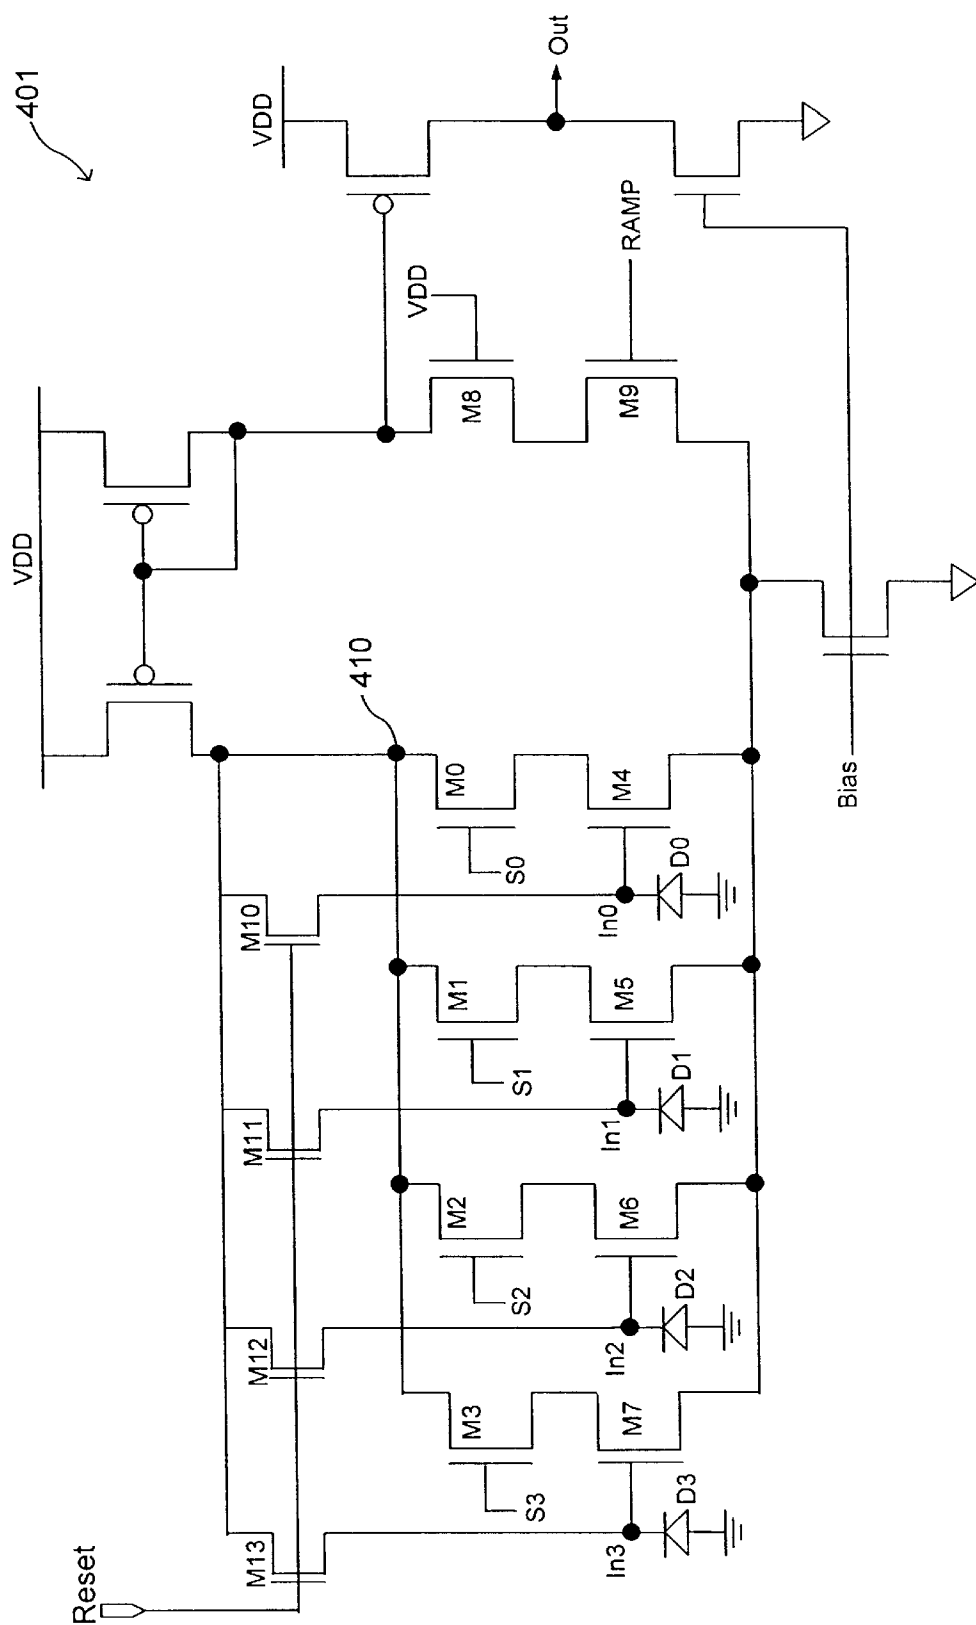 401
VDD
VDD
Out
410
VDD
RAMP
M8
M9
Reset
M13
M12
M11
M10
M3
M2
M1
M0
S3
S2
S1
S0
M7
M6
M5
M4
In3
In2
In1
In0
D3
D2
D1
D0
Bias